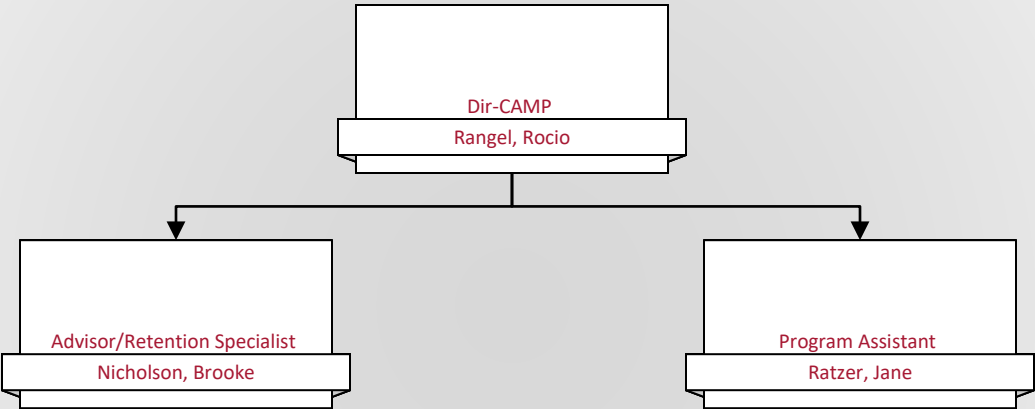 Dir-CAMP
Rangel, Rocio
Advisor/Retention Specialist
Nicholson, Brooke
Program Assistant
Ratzer, Jane